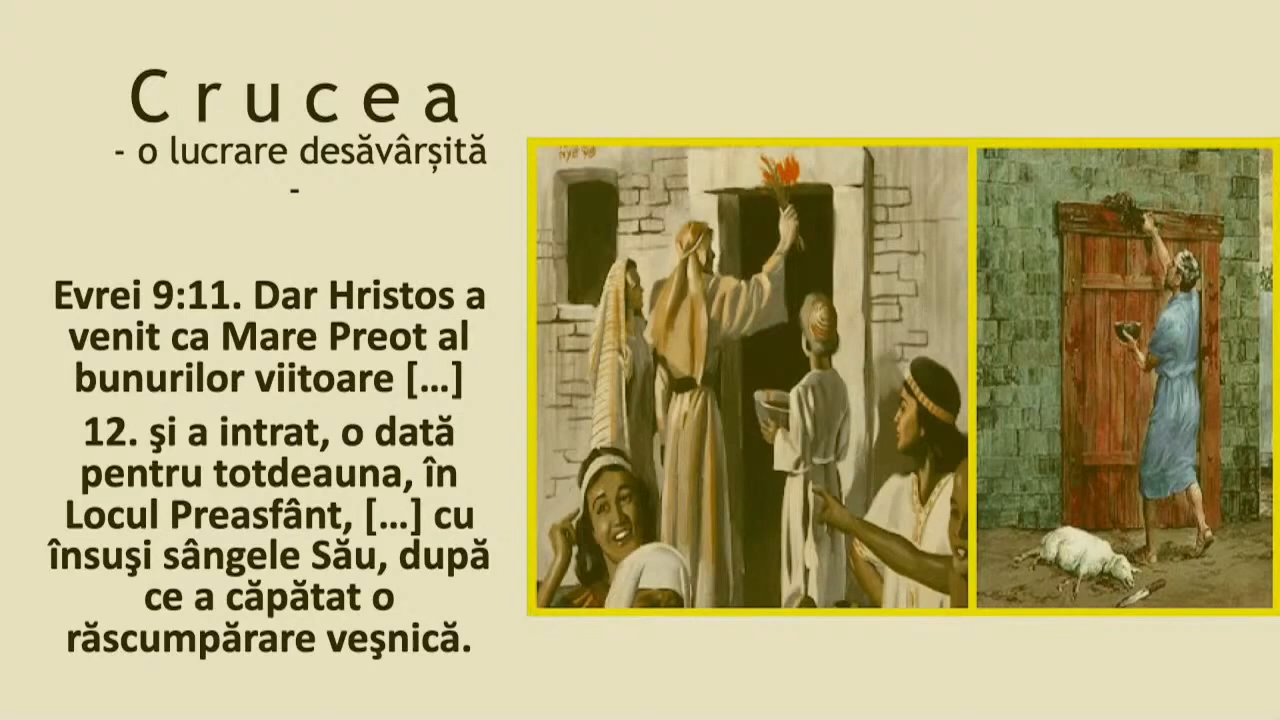 C r u c e a
- o lucrare desăvârșită
-
Evrei 9:11. Dar Hristos a
venit ca Mare Preot al
bunurilor viitoare [...]
12. şi a intrat, o dată
pentru totdeauna, în
Locul Preasfânt, [...] cu
însuşi sângele Său, după
ce a căpătat o
răscumpărare veşnică.